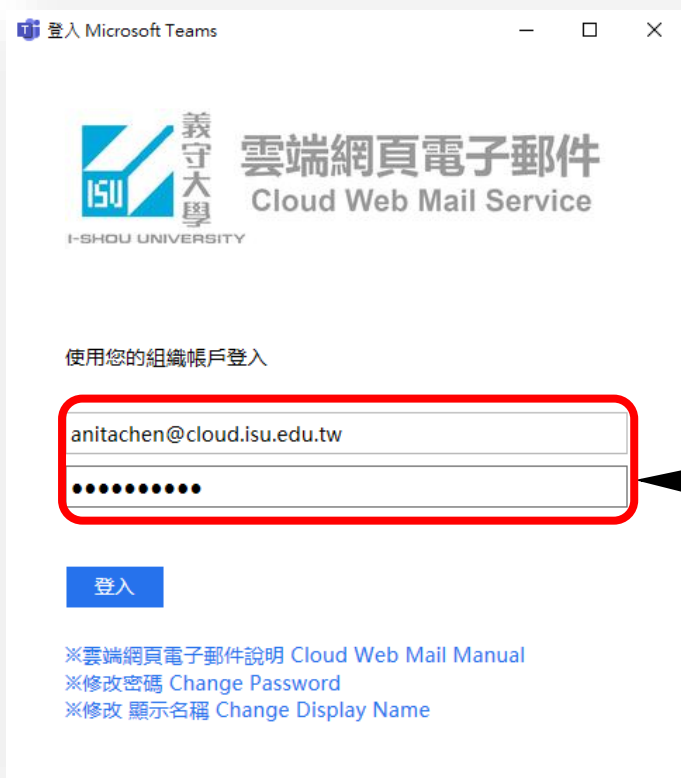 登入 Microsoft Teams
義守大學
ISU
I-SHOU UNIVERSITY
雲端網頁電子郵件
Cloud Web Mail Service
使用您的組織帳戶登入
anitachen@cloud.isu.edu.tw
●●●●●●●●●●
登入
※雲端網頁電子郵件說明 Cloud Web Mail Manual
※修改密碼 Change Password
※修改 顯示名稱 Change Display Name